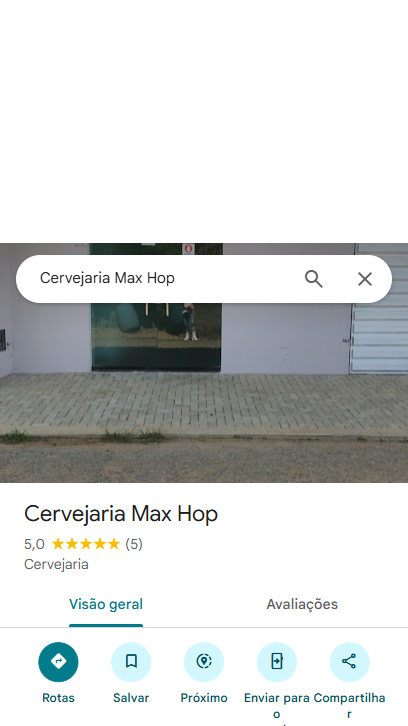 Cervejaria Max Hop
Cervejaria Max Hop
5,0 (5)
Cervejaria
Visão geral Avaliações
Rotas Salvar Próximo Enviar para o Compartilhar